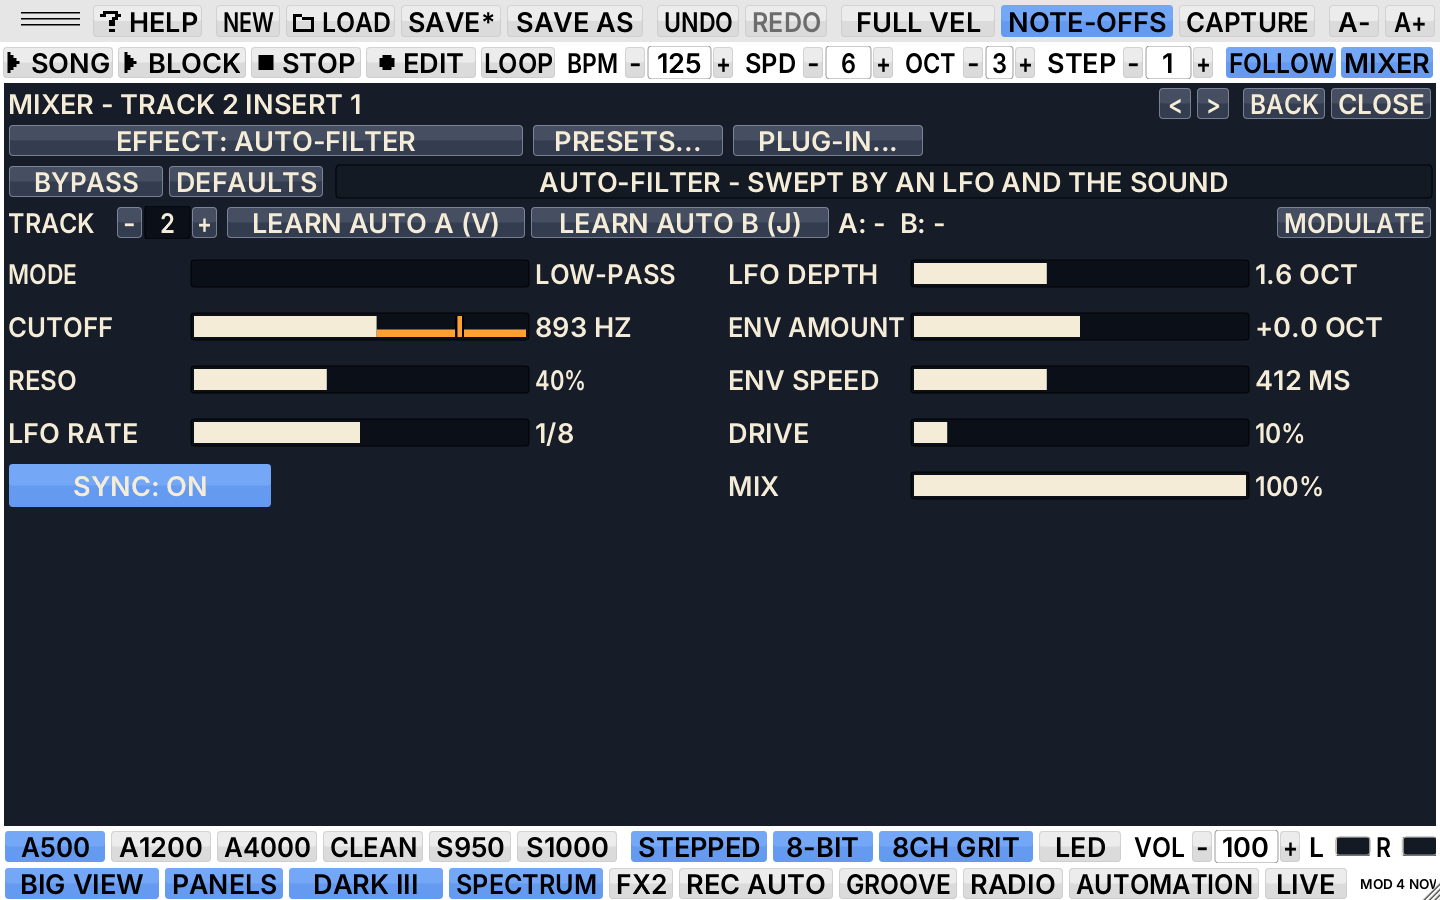 HELP NEW LOAD SAVE* SAVE AS UNDO REDO FULL VEL NOTE-OFFS CAPTURE A- A+
SONG BLOCK STOP EDIT LOOP BPM - 125 + SPD - 6 + OCT - 3 + STEP - 1 + FOLLOW MIXER
MIXER - TRACK 2 INSERT 1 < > BACK CLOSE
EFFECT: AUTO-FILTER PRESETS... PLUG-IN...
BYPASS DEFAULTS AUTO-FILTER - SWEPT BY AN LFO AND THE SOUND
TRACK - 2 + LEARN AUTO A (V) LEARN AUTO B (J) A: - B: - MODULATE
MODE LOW-PASS LFO DEPTH 1.6 OCT
CUTOFF 893 HZ ENV AMOUNT +0.0 OCT
RESO 40% ENV SPEED 412 MS
LFO RATE 1/8 DRIVE 10%
SYNC: ON MIX 100%
A500 A1200 A4000 CLEAN S950 S1000 STEPPED 8-BIT 8CH GRIT LED VOL - 100 + L R
BIG VIEW PANELS DARK III SPECTRUM FX2 REC AUTO GROOVE RADIO AUTOMATION LIVE MOD 4 NOW